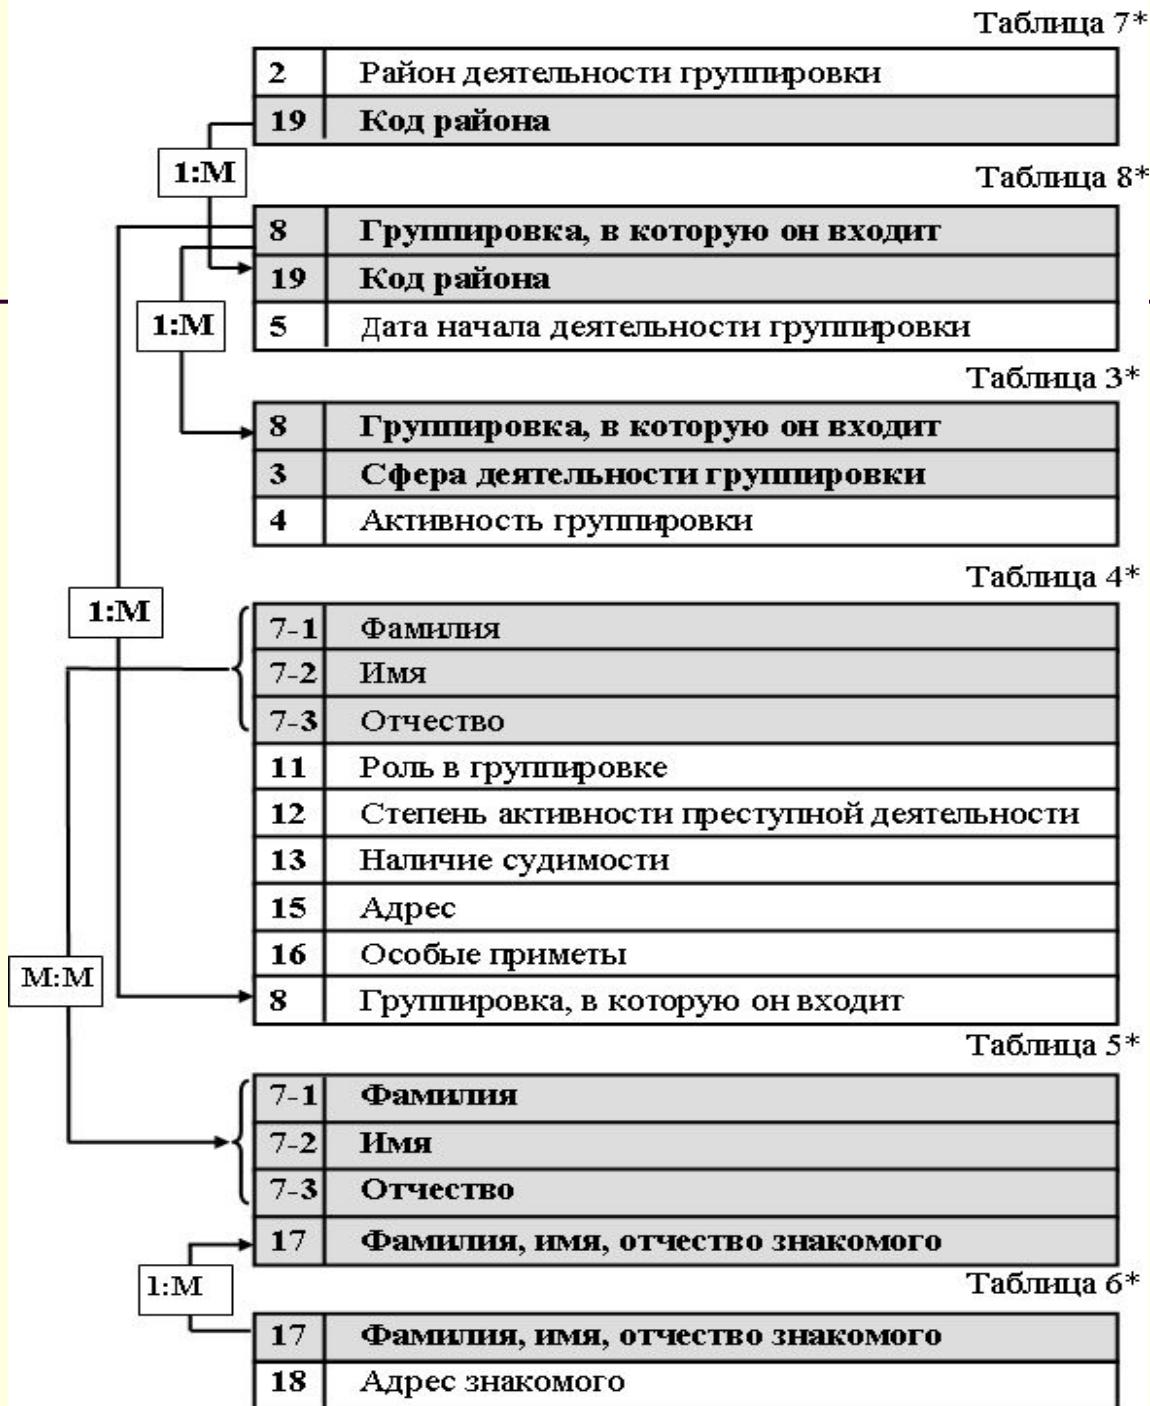 Таблица 7*
2 Район деятельности группировки
19 Код района
1:М
Таблица 8*
8 Группировка, в которую он входит
19 Код района
1:М
5 Дата начала деятельности группировки
Таблица 3*
8 Группировка, в которую он входит
3 Сфера деятельности группировки
4 Активность группировки
Таблица 4*
1:М
7-1 Фамилия
7-2 Имя
7-3 Отчество
11 Роль в группировке
12 Степень активности преступной деятельности
13 Наличие судимости
15 Адрес
16 Особые приметы
М:М
8 Группировка, в которую он входит
Таблица 5*
7-1 Фамилия
7-2 Имя
7-3 Отчество
17 Фамилия, имя, отчество знакомого
1:М
Таблица 6*
17 Фамилия, имя, отчество знакомого
18 Адрес знакомого